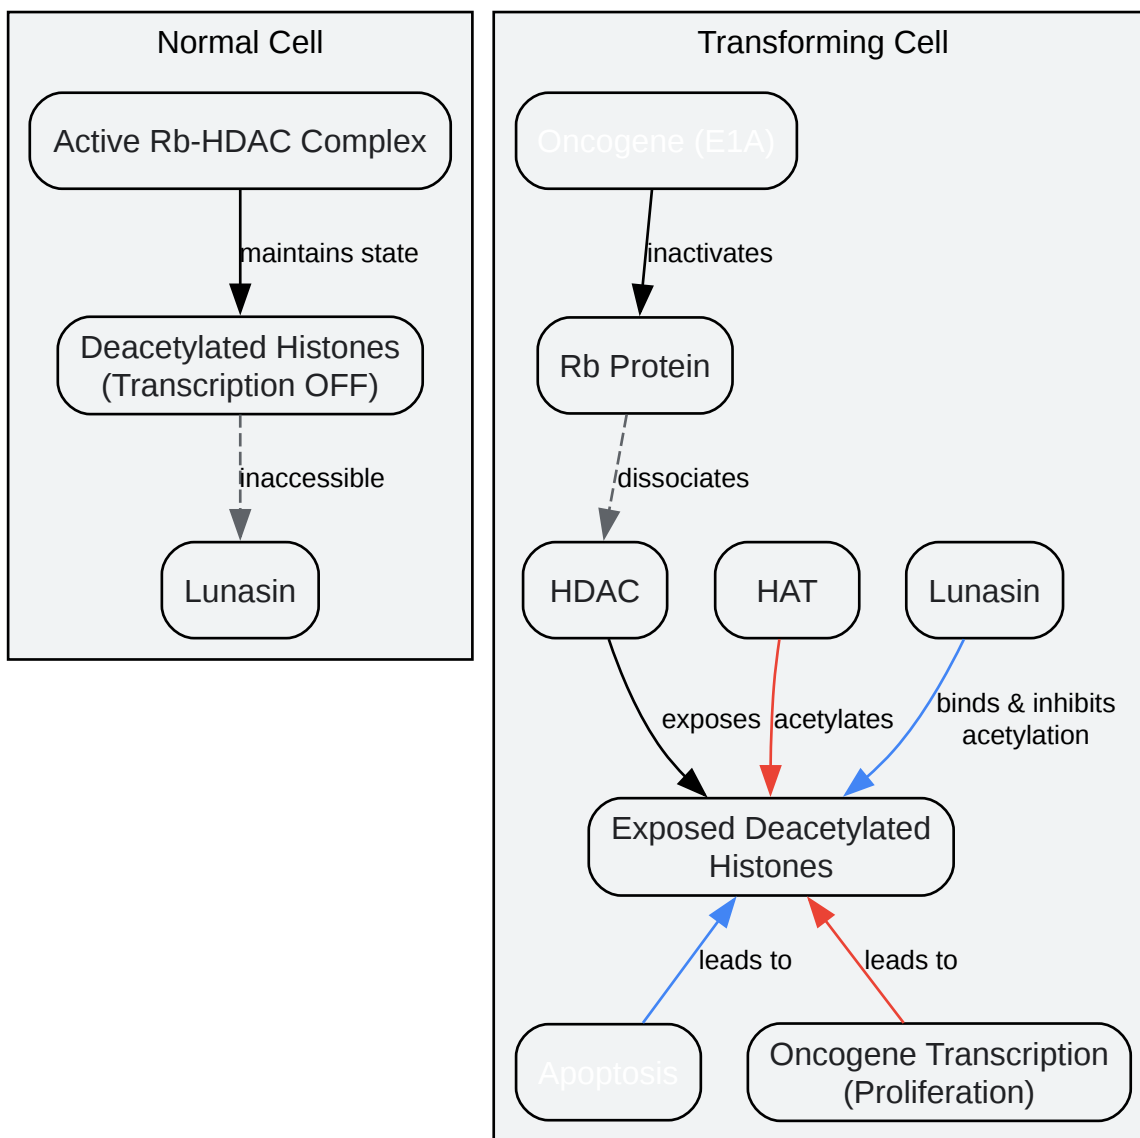 Normal Cell
Active Rb-HDAC Complex
maintains state
Deacetylated Histones
(Transcription OFF)
inaccessible
Lunasin
Transforming Cell
Oncogene (E1A)
inactivates
Rb Protein
dissociates
HDAC
HAT
Lunasin
exposes
acetylates
binds & inhibits
acetylation
Exposed Deacetylated
Histones
leads to
leads to
Apoptosis
Oncogene Transcription
(Proliferation)